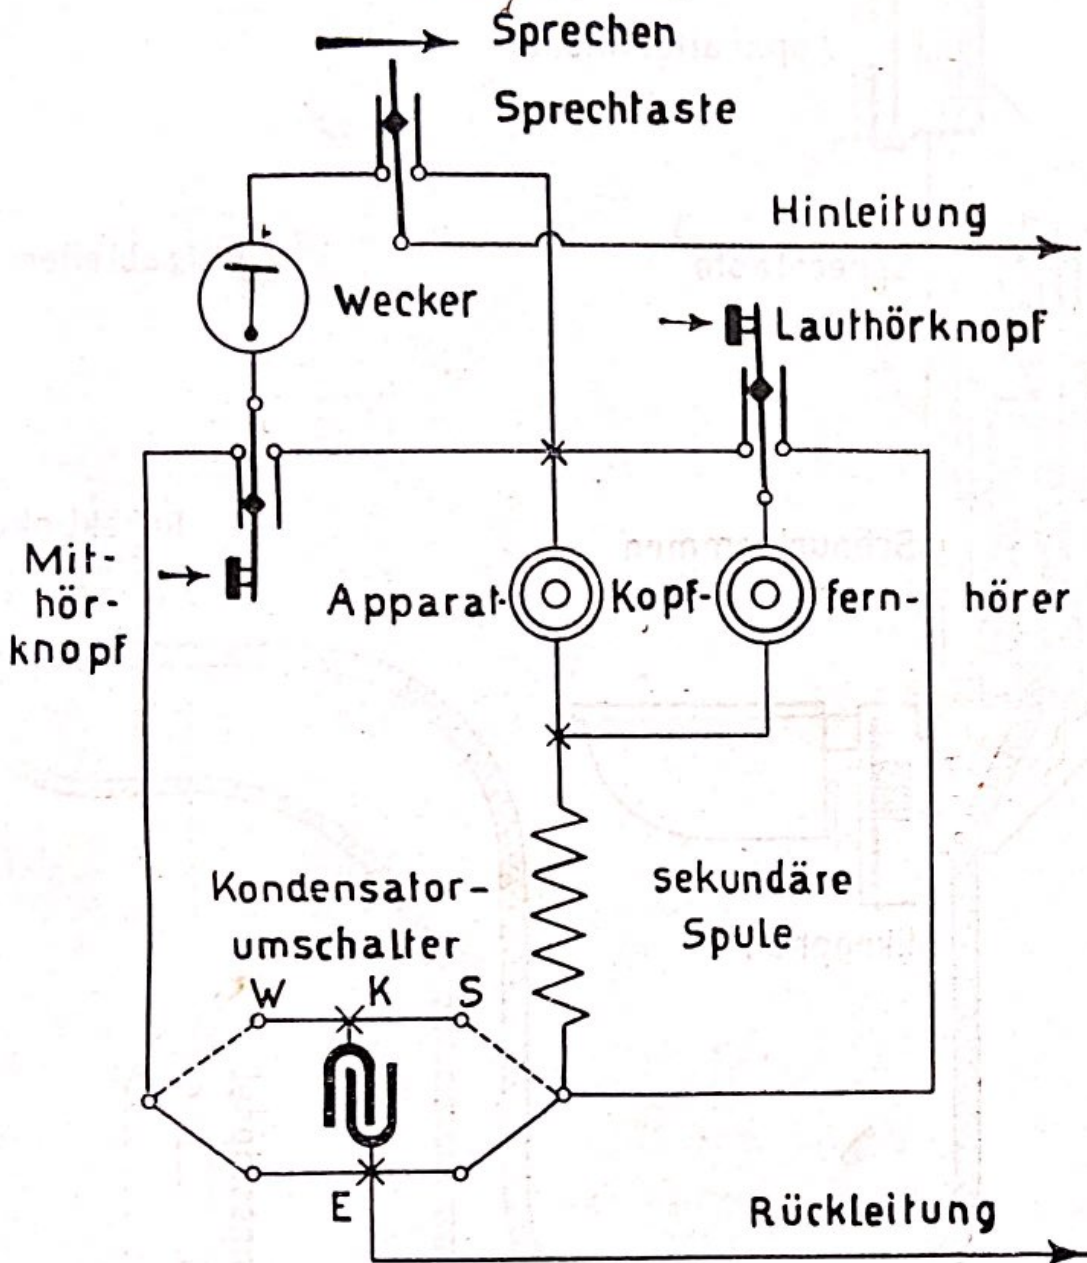 Sprechen
Sprechtaste
Hinleitung
Wecker
Lauthörknopf
Mit-
hör-
knopf
Apparat- Kopf- fern- hörer
Kondensator-
umschalter
sekundäre
Spule
W K S
E
Rückleitung